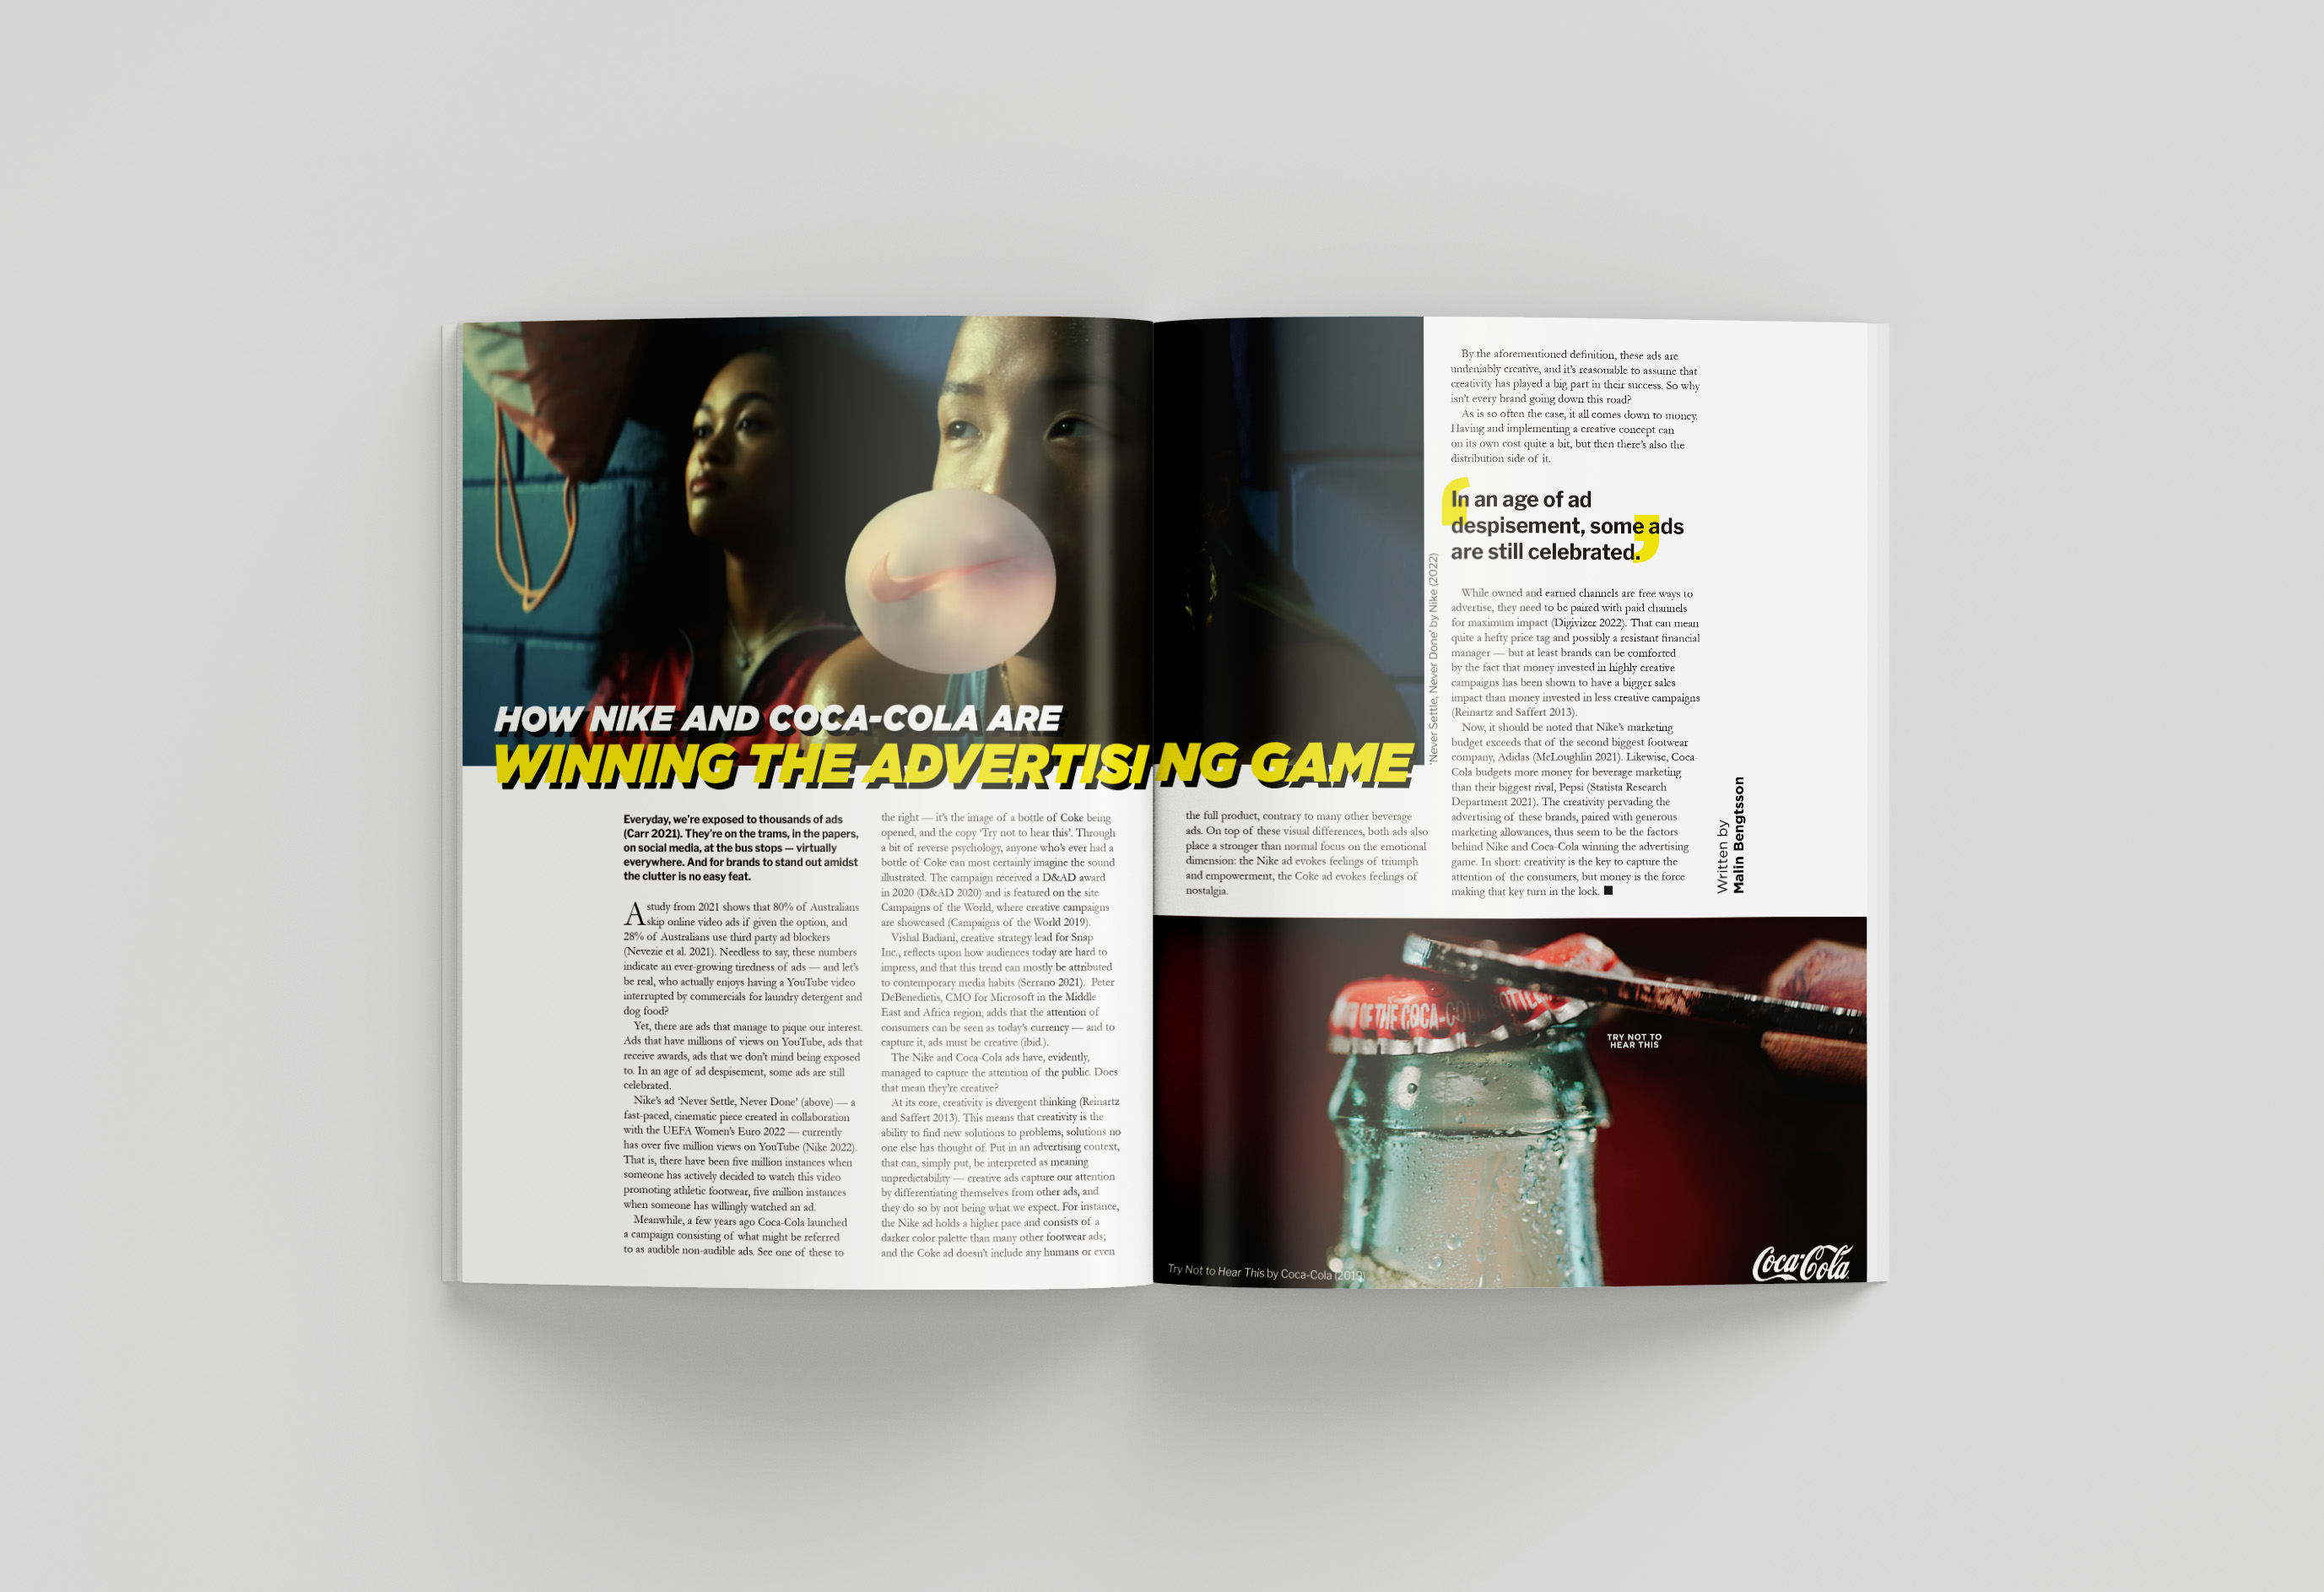 HOW NIKE AND COCA-COLA ARE
WINNING THE ADVERTISING GAME
Everyday, we're exposed to thousands of ads
(Carr 2021). They're on the trams, in the papers,
on social media, at the bus stops — virtually
everywhere. And for brands to stand out amidst
the clutter is no easy feat.
A study from 2021 shows that 80% of Australians
skip online video ads if given the option, and
28% of Australians use third party ad blockers
(Nevezie et al. 2021). Needless to say, these numbers
indicate an ever-growing tiredness of ads — and let's
be real, who actually enjoys having a YouTube video
interrupted by commercials for laundry detergent and
dog food?
Yet, there are ads that manage to pique our interest.
Ads that have millions of views on YouTube, ads that
receive awards, ads that we don't mind being exposed
to. In an age of ad despisement, some ads are still
celebrated.
Nike's ad 'Never Settle, Never Done' (above) — a
fast-paced, cinematic piece created in collaboration
with the UEFA Women's Euro 2022 — currently
has over five million views on YouTube (Nike 2022).
That is, there have been five million instances when
someone has actively decided to watch this video
promoting athletic footwear, five million instances
when someone has willingly watched an ad.
Meanwhile, a few years ago Coca-Cola launched
a campaign consisting of what might be referred
to as audible non-audible ads. See one of these to
the right — it's the image of a bottle of Coke being
opened, and the copy 'Try not to hear this'. Through
a bit of reverse psychology, anyone who's ever had a
bottle of Coke can most certainly imagine the sound
illustrated. The campaign received a D&AD award
in 2020 (D&AD 2020) and is featured on the site
Campaigns of the World, where creative campaigns
are showcased (Campaigns of the World 2019).
Vishal Badiani, creative strategy lead for Snap
Inc., reflects upon how audiences today are hard to
impress, and that this trend can mostly be attributed
to contemporary media habits (Serrano 2021). Peter
DeBenedictis, CMO for Microsoft in the Middle
East and Africa region, adds that the attention of
consumers can be seen as today's currency — and to
capture it, ads must be creative (ibid.).
The Nike and Coca-Cola ads have, evidently,
managed to capture the attention of the public. Does
that mean they're creative?
At its core, creativity is divergent thinking (Reinartz
and Saffert 2013). This means that creativity is the
ability to find new solutions to problems, solutions no
one else has thought of. Put in an advertising context,
that can, simply put, be interpreted as meaning
unpredictability — creative ads capture our attention
by differentiating themselves from other ads, and
they do so by not being what we expect. For instance,
the Nike ad holds a higher pace and consists of a
darker color palette than many other footwear ads;
and the Coke ad doesn't include any humans or even
the full product, contrary to many other beverage
ads. On top of these visual differences, both ads also
place a stronger than normal focus on the emotional
dimension: the Nike ad evokes feelings of triumph
and empowerment, the Coke ad evokes feelings of
nostalgia.
'Never Settle, Never Done' by Nike (2022)
By the aforementioned definition, these ads are
undeniably creative, and it's reasonable to assume that
creativity has played a big part in their success. So why
isn't every brand going down this road?
As is so often the case, it all comes down to money.
Having and implementing a creative concept can
on its own cost quite a bit, but then there's also the
distribution side of it.
'In an age of ad
despisement, some ads
are still celebrated.'
While owned and earned channels are free ways to
advertise, they need to be paired with paid channels
for maximum impact (Digivizer 2022). That can mean
quite a hefty price tag and possibly a resistant financial
manager — but at least brands can be comforted
by the fact that money invested in highly creative
campaigns has been shown to have a bigger sales
impact than money invested in less creative campaigns
(Reinartz and Saffert 2013).
Now, it should be noted that Nike's marketing
budget exceeds that of the second biggest footwear
company, Adidas (McLoughlin 2021). Likewise, Coca-
Cola budgets more money for beverage marketing
than their biggest rival, Pepsi (Statista Research
Department 2021). The creativity pervading the
advertising of these brands, paired with generous
marketing allowances, thus seem to be the factors
behind Nike and Coca-Cola winning the advertising
game. In short: creativity is the key to capture the
attention of the consumers, but money is the force
making that key turn in the lock. ■
Written by
Malin Bengtsson
OF THE COCA-COLA BOTTLE
TRY NOT TO
HEAR THIS
Try Not to Hear This by Coca-Cola (2019)
Coca-Cola